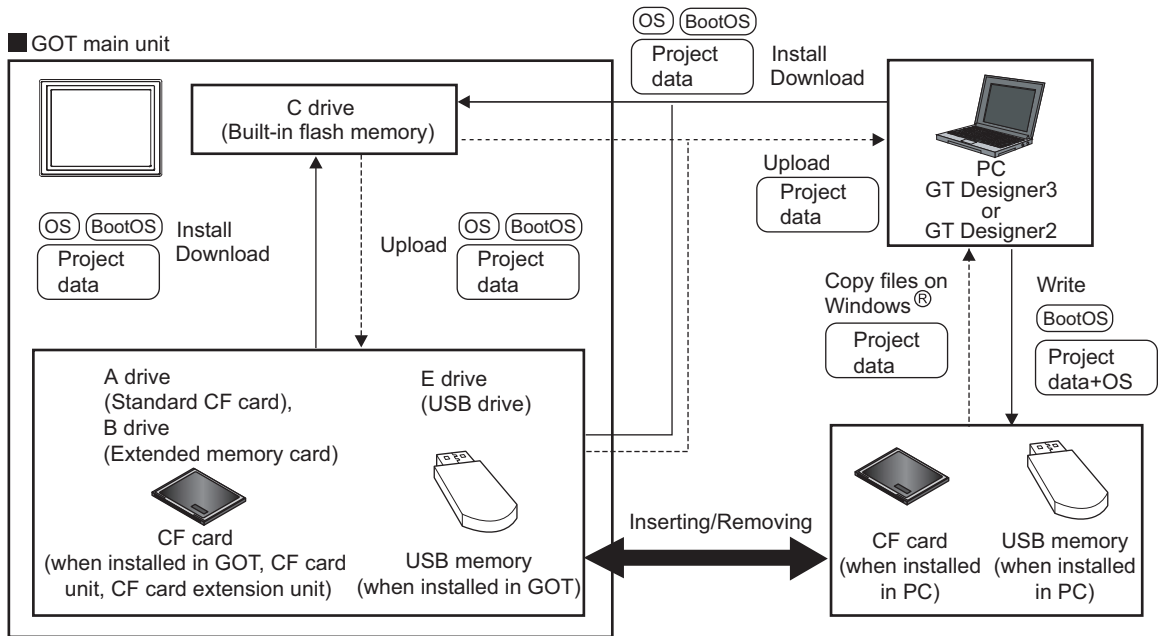 GOT main unit
C drive
(Built-in flash memory)
OS BootOS
Project
data
Install
Download
Upload
OS BootOS
Project
data
A drive
(Standard CF card),
B drive
(Extended memory card)
CF card
(when installed in GOT, CF card
unit, CF card extension unit)
E drive
(USB drive)
USB memory
(when installed in GOT)
OS BootOS
Project
data
Install
Download
Upload
Project
data
PC
GT Designer3
or
GT Designer2
Copy files on
Windows®
Project
data
Write
BootOS
Project
data+OS
Inserting/Removing
CF card
(when installed
in PC)
USB memory
(when installed
in PC)